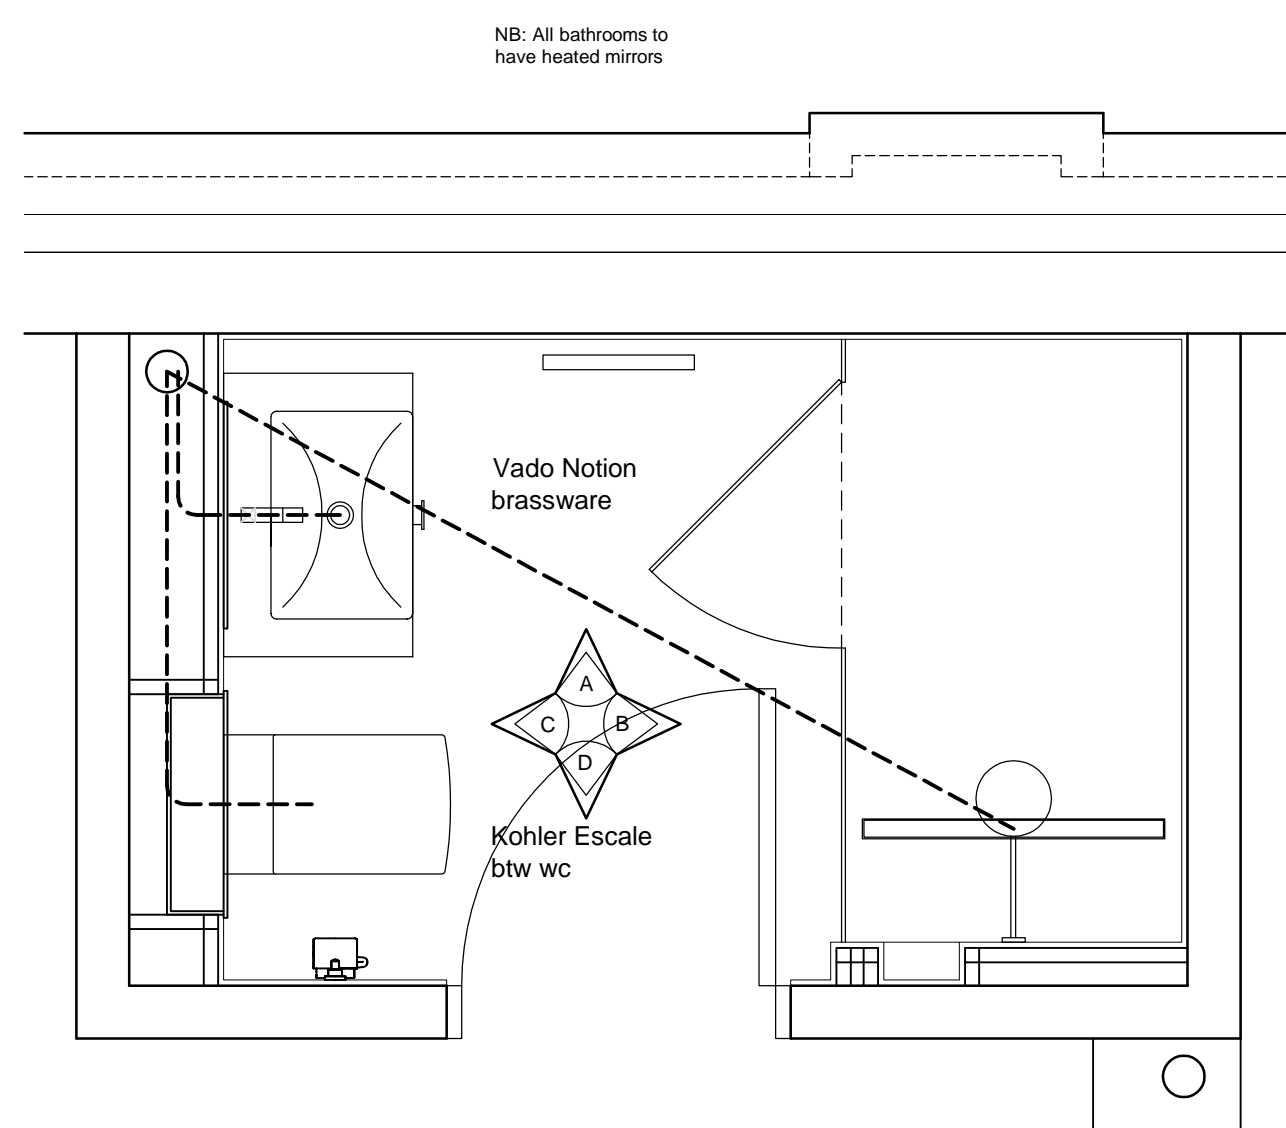 NB: All bathrooms to
have heated mirrors
Vado Notion
brassware
A
C
B
D
Kohler Escale
btw wc